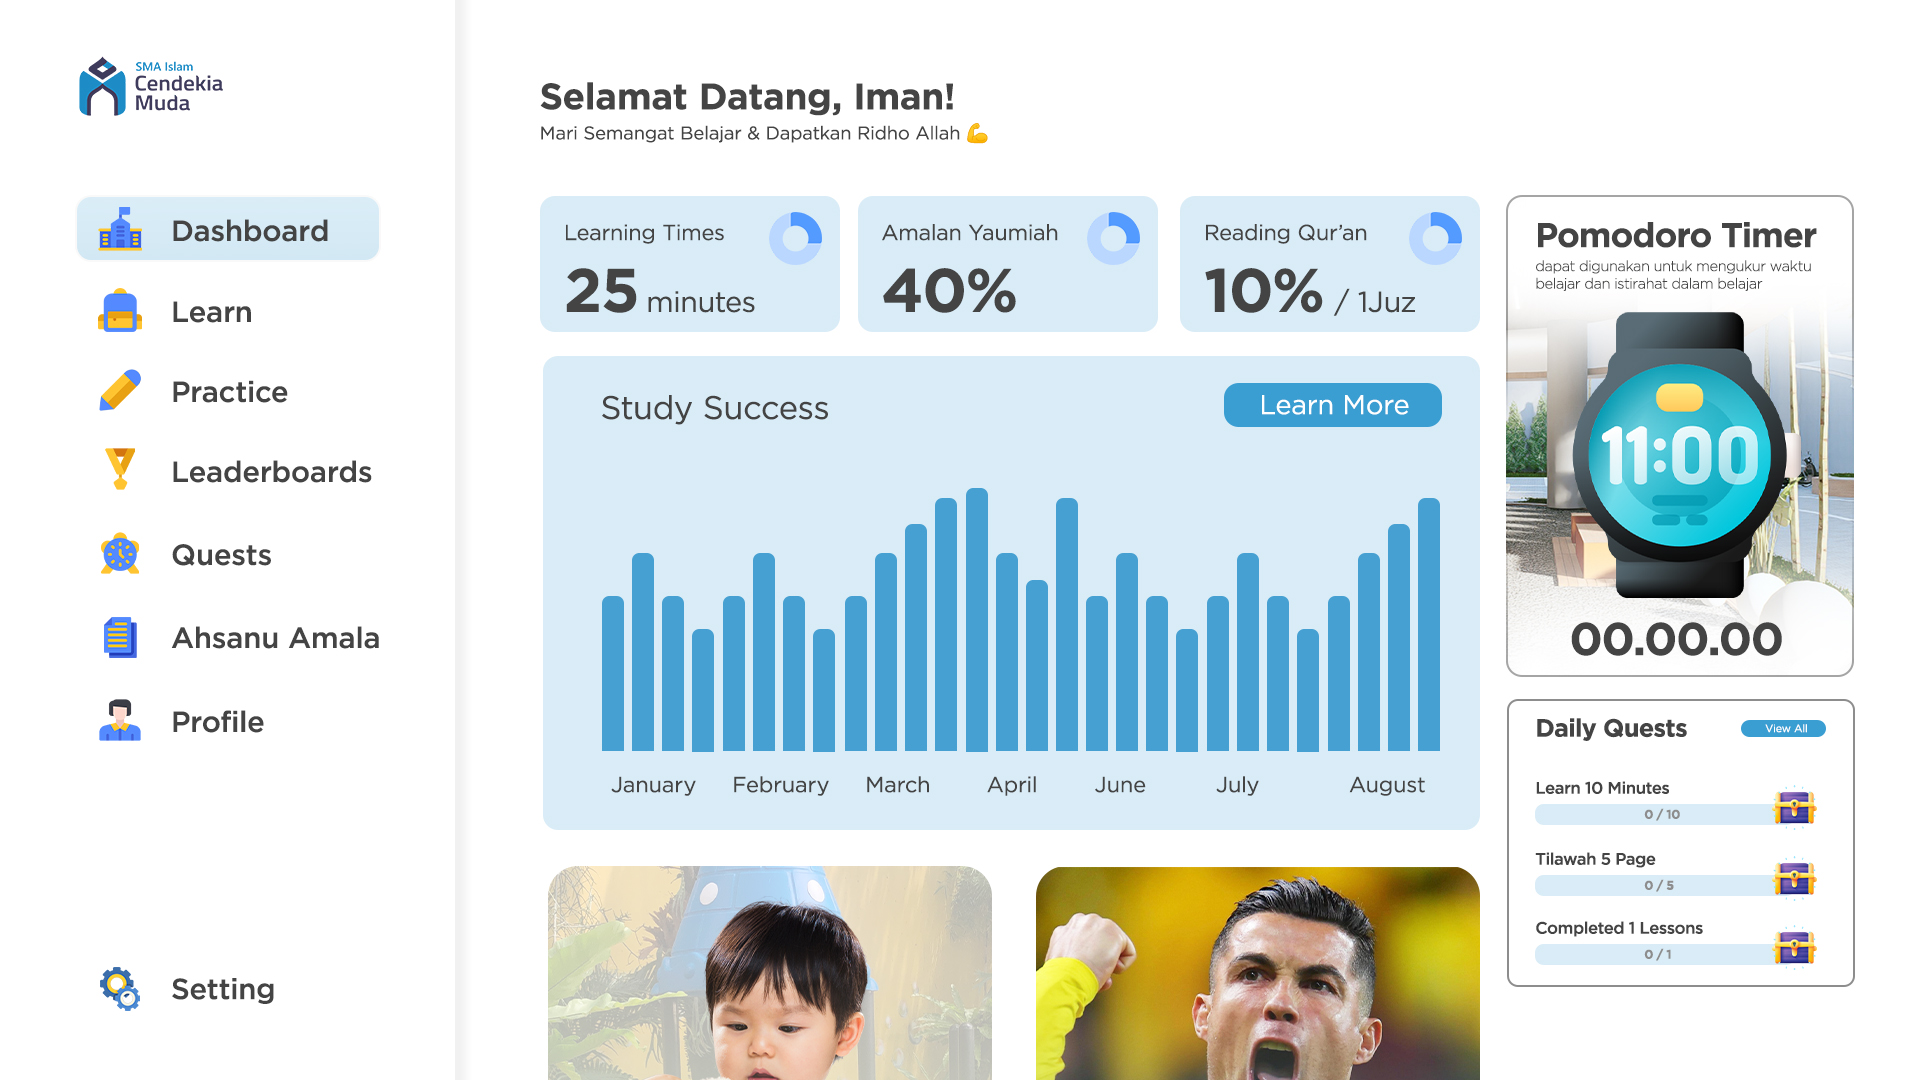 SMA Islam
Cendekia
Muda
Dashboard
Learn
Practice
Leaderboards
Quests
Ahsanu Amala
Profile
Setting
Selamat Datang, Iman!
Mari Semangat Belajar & Dapatkan Ridho Allah 💪
Learning Times
25 minutes
Amalan Yaumiah
40%
Reading Qur’an
10% / 1Juz
Study Success
Learn More
January February March April June July August
Pomodoro Timer
dapat digunakan untuk mengukur waktu
belajar dan istirahat dalam belajar
11:00
00.00.00
Daily Quests
View All
Learn 10 Minutes
0 / 10
Tilawah 5 Page
0 / 5
Completed 1 Lessons
0 / 1